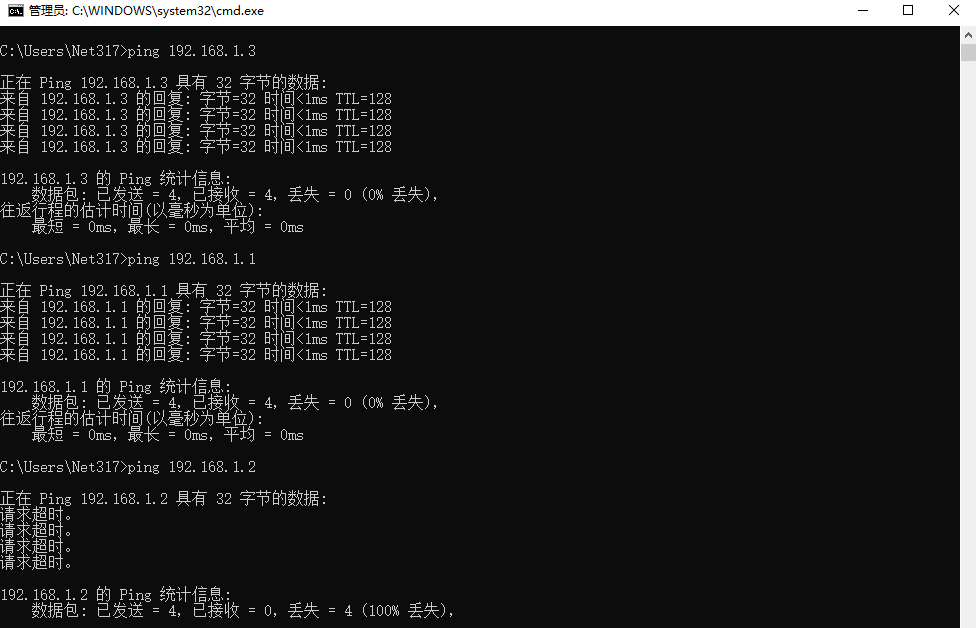 管理员: C:\WINDOWS\system32\cmd.exe
C:\Users\Net317>ping 192.168.1.3
正在 Ping 192.168.1.3 具有 32 字节的数据:
来自 192.168.1.3 的回复: 字节=32 时间<1ms TTL=128
来自 192.168.1.3 的回复: 字节=32 时间<1ms TTL=128
来自 192.168.1.3 的回复: 字节=32 时间<1ms TTL=128
来自 192.168.1.3 的回复: 字节=32 时间<1ms TTL=128
192.168.1.3 的 Ping 统计信息:
数据包: 已发送 = 4, 已接收 = 4, 丢失 = 0 (0% 丢失),
往返行程的估计时间(以毫秒为单位):
最短 = 0ms, 最长 = 0ms, 平均 = 0ms
C:\Users\Net317>ping 192.168.1.1
正在 Ping 192.168.1.1 具有 32 字节的数据:
来自 192.168.1.1 的回复: 字节=32 时间<1ms TTL=128
来自 192.168.1.1 的回复: 字节=32 时间<1ms TTL=128
来自 192.168.1.1 的回复: 字节=32 时间<1ms TTL=128
来自 192.168.1.1 的回复: 字节=32 时间<1ms TTL=128
192.168.1.1 的 Ping 统计信息:
数据包: 已发送 = 4, 已接收 = 4, 丢失 = 0 (0% 丢失),
往返行程的估计时间(以毫秒为单位):
最短 = 0ms, 最长 = 0ms, 平均 = 0ms
C:\Users\Net317>ping 192.168.1.2
正在 Ping 192.168.1.2 具有 32 字节的数据:
请求超时。
请求超时。
请求超时。
请求超时。
192.168.1.2 的 Ping 统计信息:
数据包: 已发送 = 4, 已接收 = 0, 丢失 = 4 (100% 丢失),